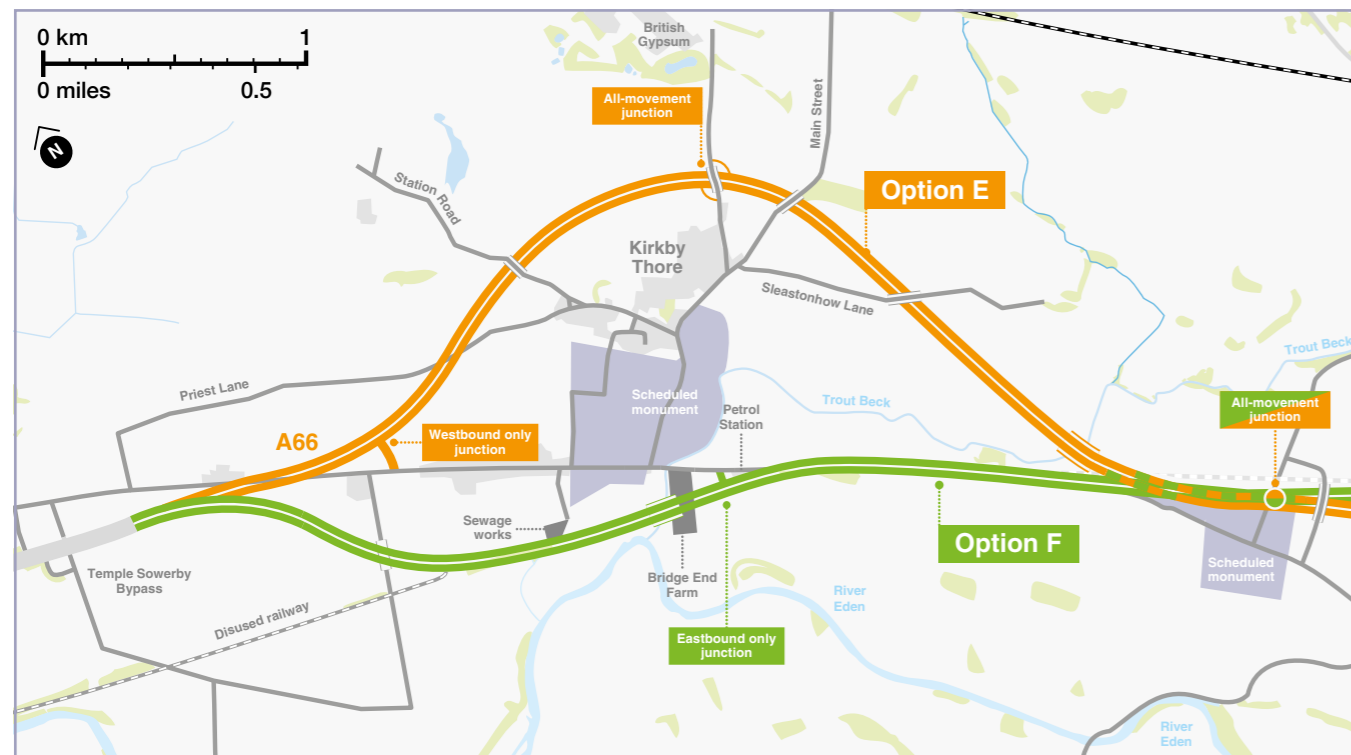 0 km 1
0 miles 0.5
N
British
Gypsum
All-movement
junction
Main Street
Station Road
Option E
Kirkby
Thore
Sleastonhow Lane
Trout Beck
Priest Lane
Scheduled
monument
Petrol
Station
Trout Beck
All-movement
junction
A66
Westbound only
junction
Sewage
works
Option F
Temple Sowerby
Bypass
Bridge End
Farm
Scheduled
monument
River
Eden
Disused railway
Eastbound only
junction
River
Eden